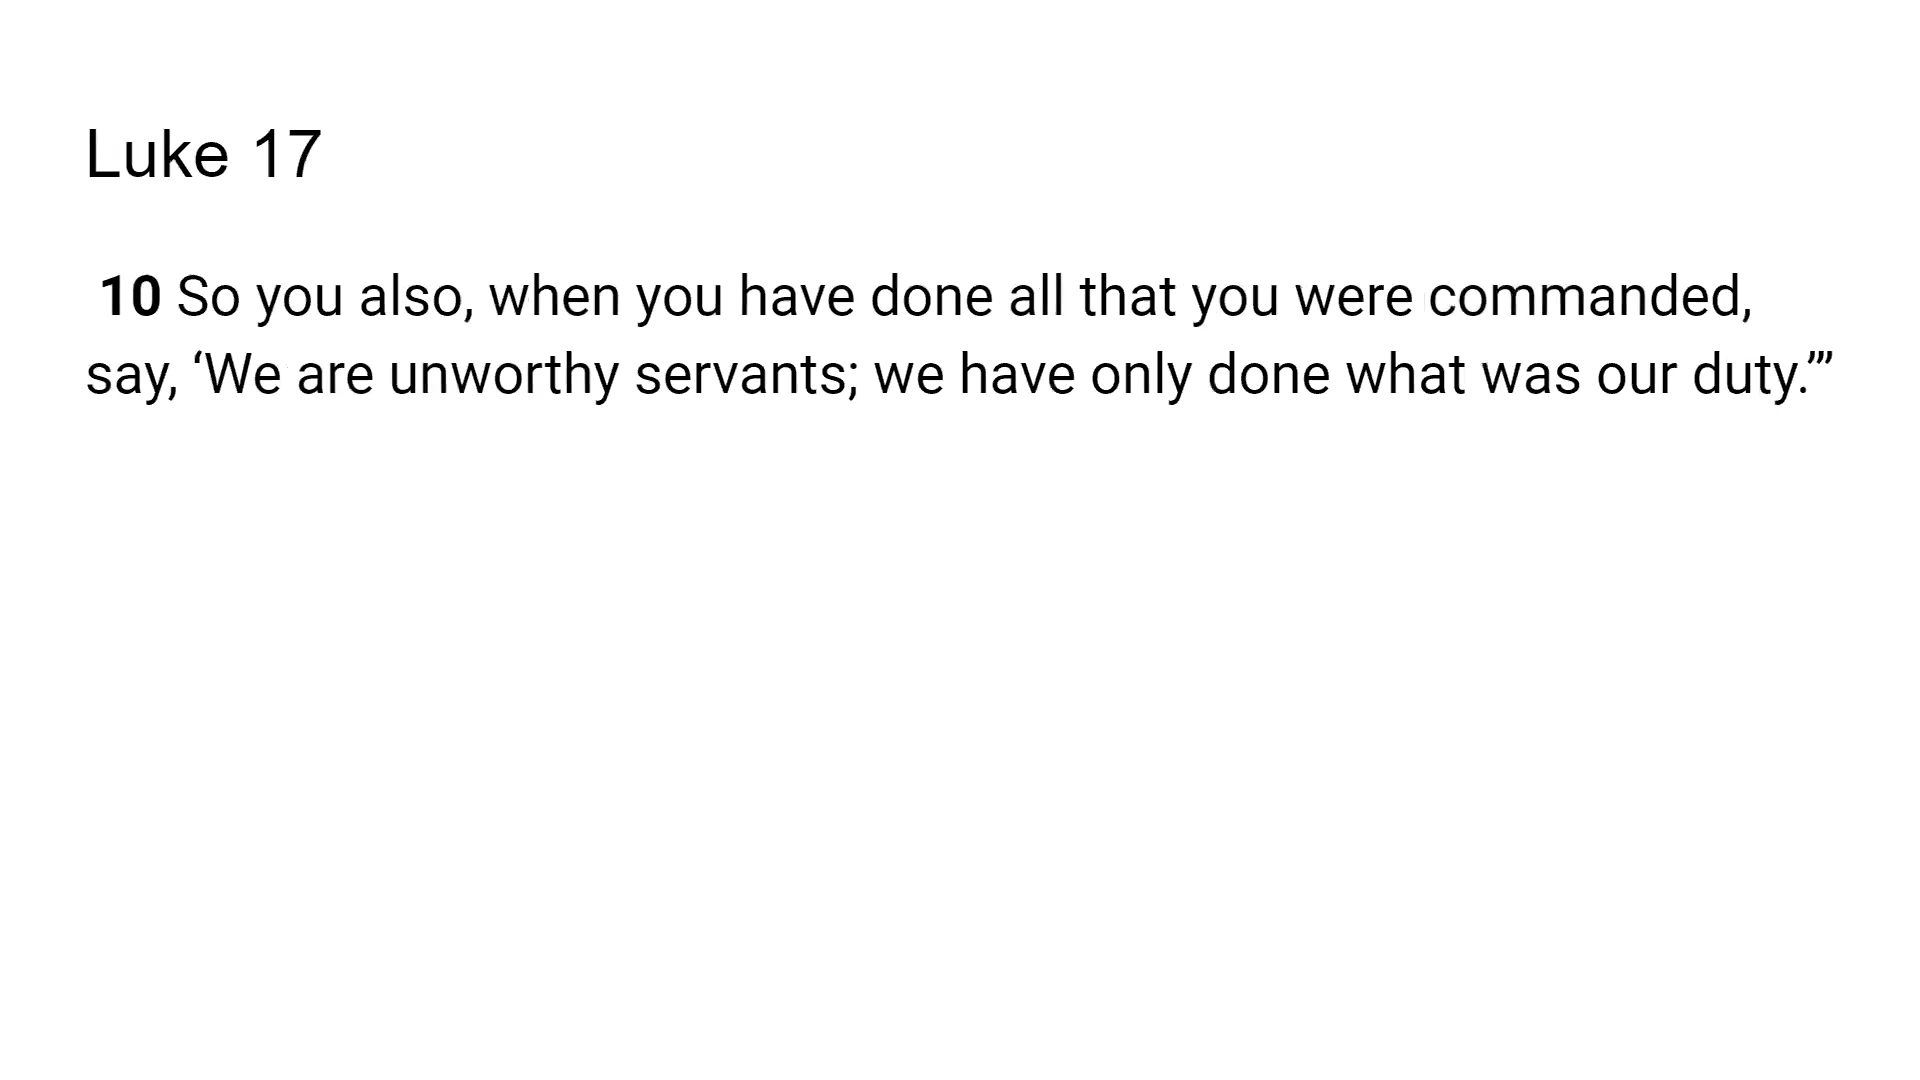 Luke 17
10 So you also, when you have done all that you were commanded,
say, ‘We are unworthy servants; we have only done what was our duty.’”